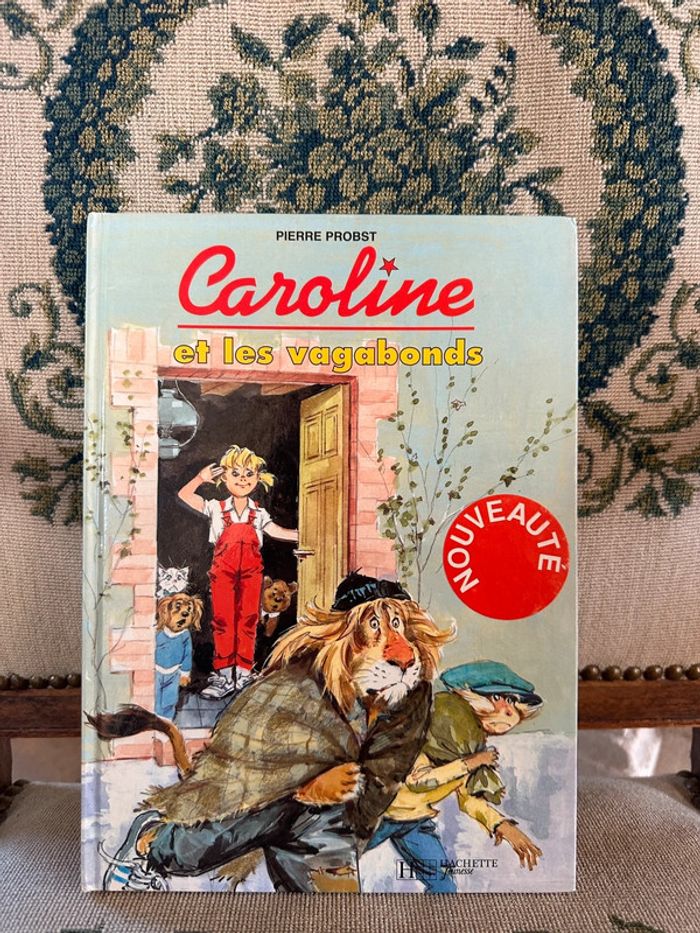 PIERRE PROBST
Caroline
et les vagabonds
NOUVEAUTÉ
HACHETTE
Jeunesse